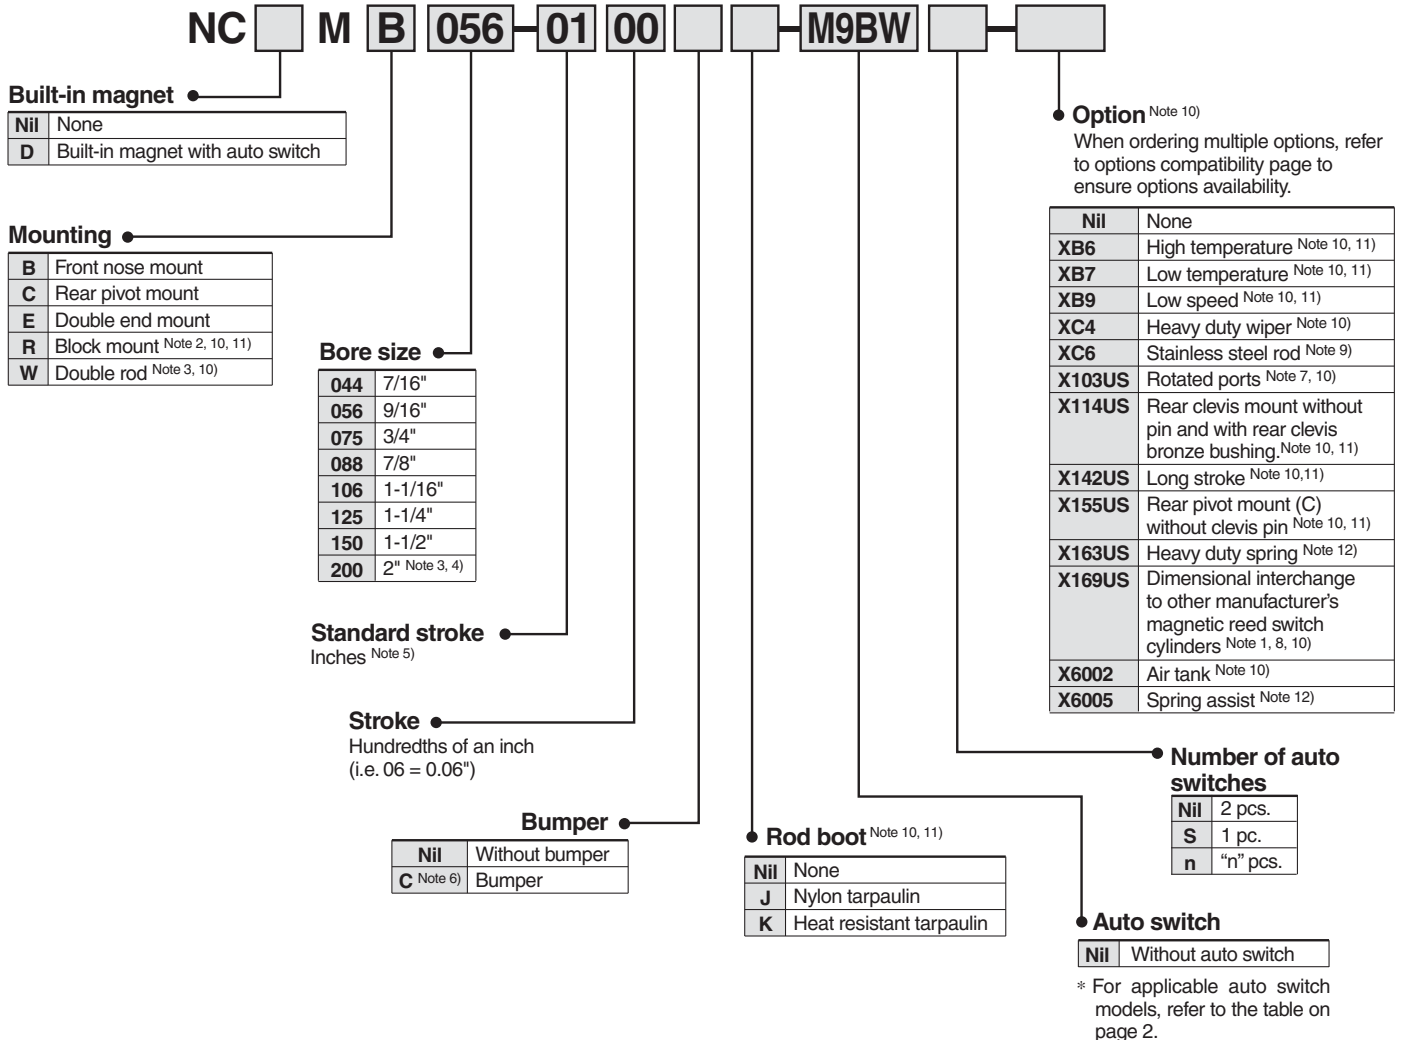 NC M B 056-01 00 - M9BW -
Built-in magnet
Nil None
D Built-in magnet with auto switch
Mounting
B Front nose mount
C Rear pivot mount
E Double end mount
R Block mount Note 2, 10, 11)
W Double rod Note 3, 10)
Bore size
044 7/16"
056 9/16"
075 3/4"
088 7/8"
106 1-1/16"
125 1-1/4"
150 1-1/2"
200 2" Note 3, 4)
Standard stroke
Inches Note 5)
Stroke
Hundredths of an inch
(i.e. 06 = 0.06")
Bumper
Nil Without bumper
C Note 6) Bumper
Rod boot Note 10, 11)
Nil None
J Nylon tarpaulin
K Heat resistant tarpaulin
Option Note 10)
When ordering multiple options, refer
to options compatibility page to
ensure options availability.
Nil None
XB6 High temperature Note 10, 11)
XB7 Low temperature Note 10, 11)
XB9 Low speed Note 10, 11)
XC4 Heavy duty wiper Note 10)
XC6 Stainless steel rod Note 9)
X103US Rotated ports Note 7, 10)
X114US Rear clevis mount without
pin and with rear clevis
bronze bushing.Note 10, 11)
X142US Long stroke Note 10,11)
X155US Rear pivot mount (C)
without clevis pin Note 10, 11)
X163US Heavy duty spring Note 12)
X169US Dimensional interchange
to other manufacturer's
magnetic reed switch
cylinders Note 1, 8, 10)
X6002 Air tank Note 10)
X6005 Spring assist Note 12)
Number of auto
switches
Nil 2 pcs.
S 1 pc.
n “n” pcs.
Auto switch
Nil Without auto switch
* For applicable auto switch
models, refer to the table on
page 2.